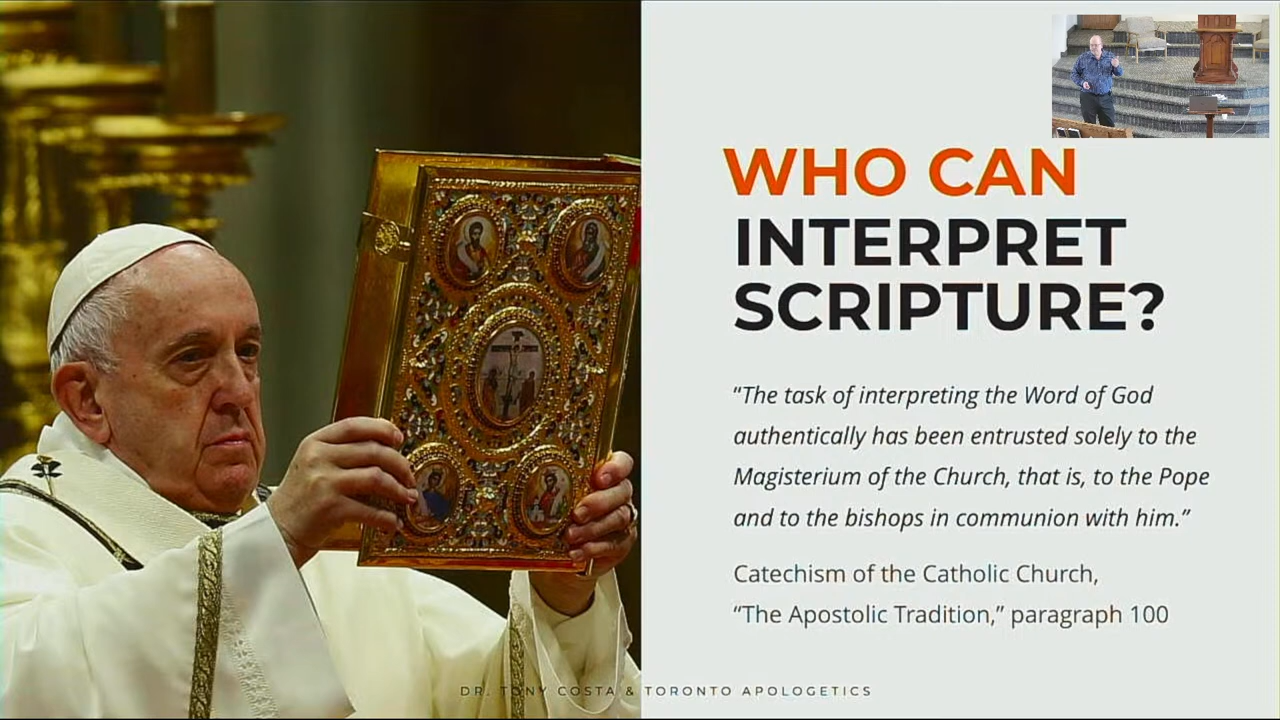 WHO CAN
INTERPRET
SCRIPTURE?
“The task of interpreting the Word of God
authentically has been entrusted solely to the
Magisterium of the Church, that is, to the Pope
and to the bishops in communion with him.”
Catechism of the Catholic Church,
“The Apostolic Tradition,” paragraph 100
DR. TONY COSTA & TORONTO APOLOGETICS